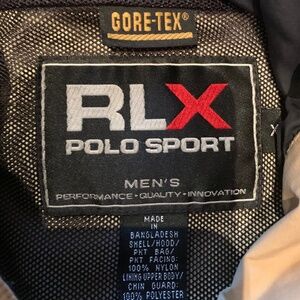 GORE-TEX®
RLX
POLO SPORT
MEN'S
PERFORMANCE • QUALITY • INNOVATION
MADE
IN
BANGLADESH
SHELL/HOOD/
PKT BAG/
PKT FACING:
100% NYLON
LINING UPPER BODY/
CHIN GUARD:
100% POLYESTER